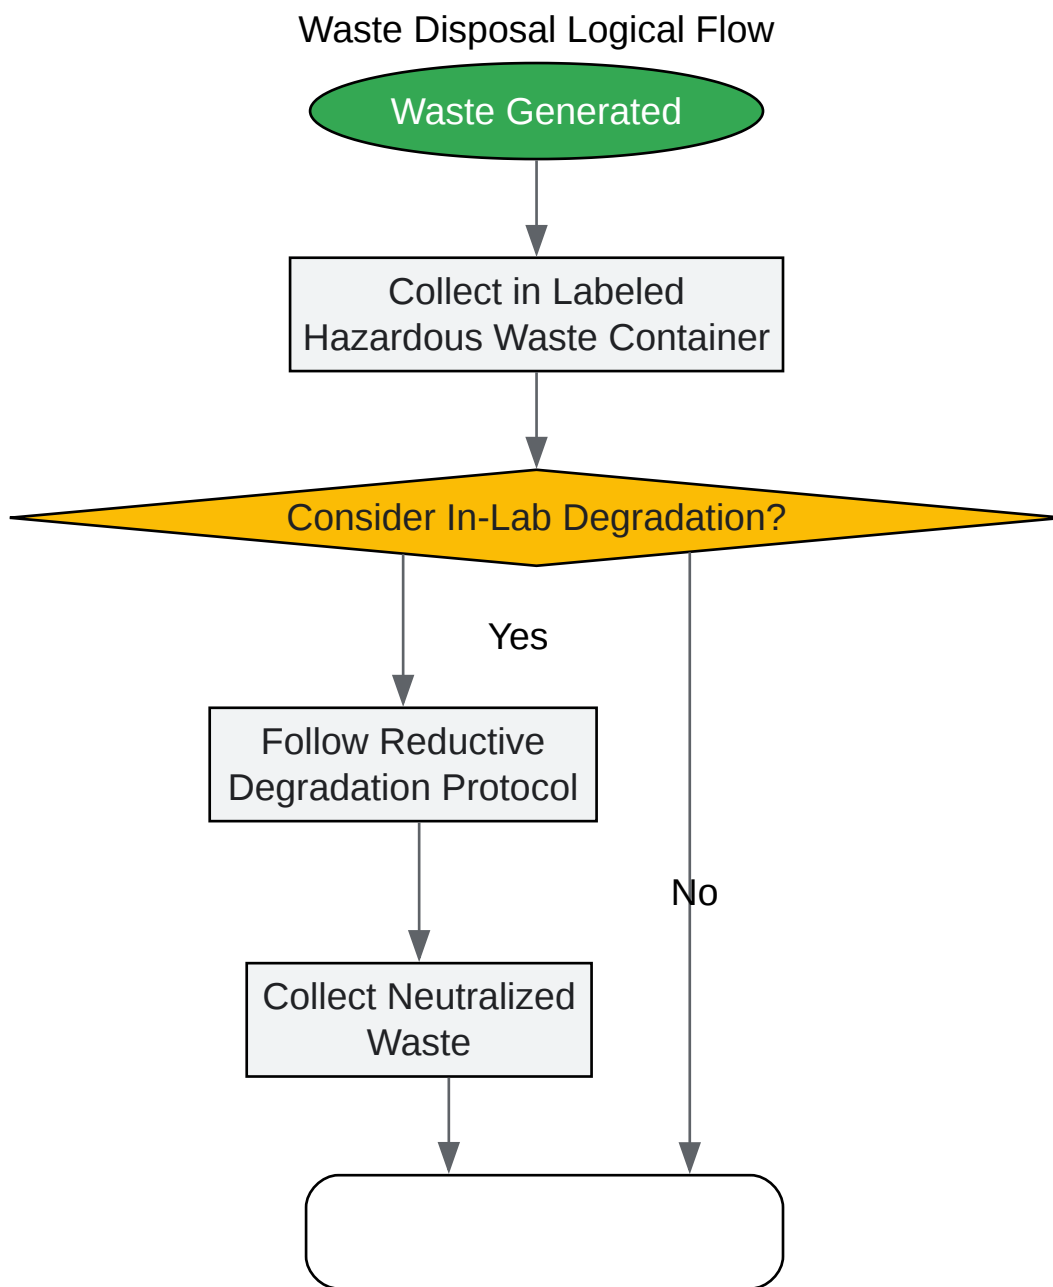 Waste Disposal Logical Flow
Waste Generated
Collect in Labeled
Hazardous Waste Container
Consider In-Lab Degradation?
Yes
Follow Reductive
Degradation Protocol
No
Collect Neutralized
Waste